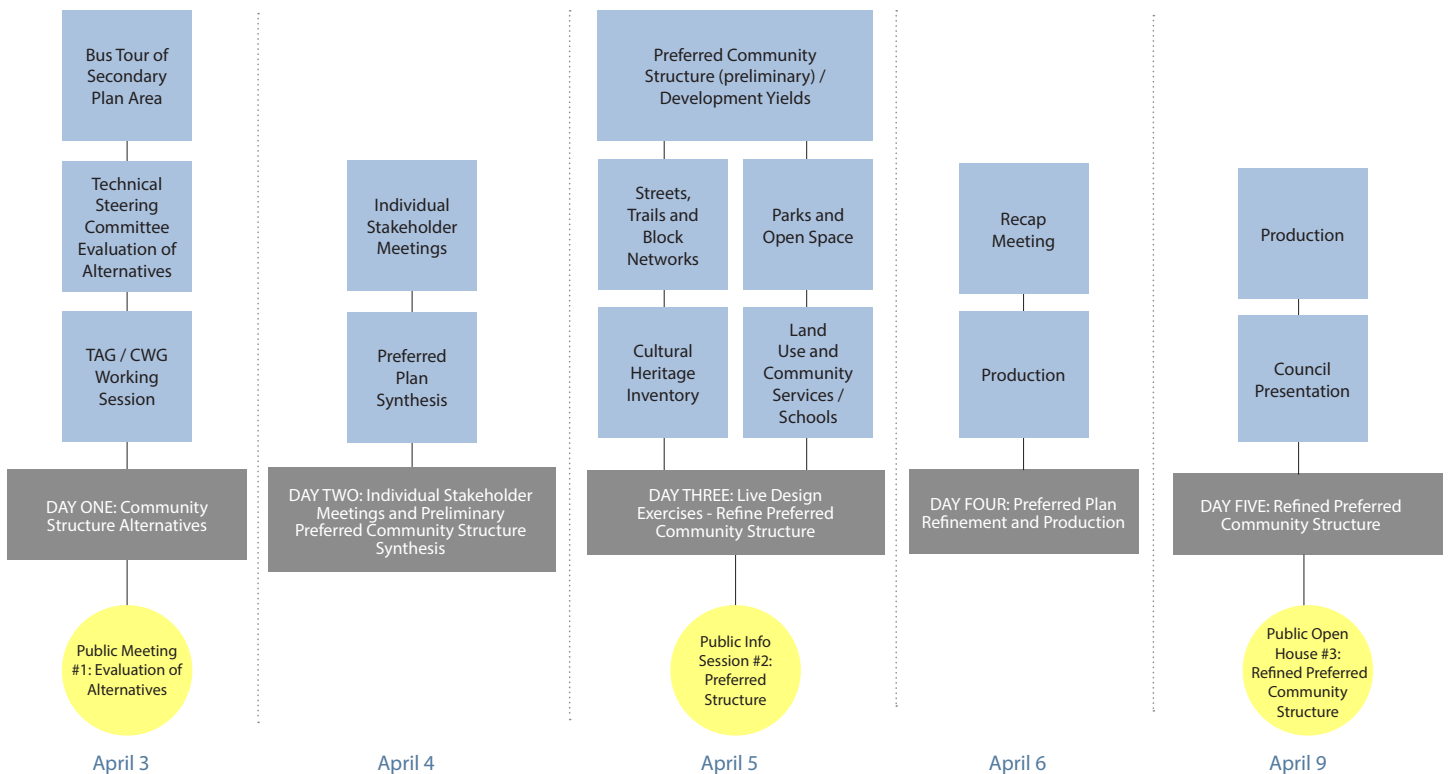 Bus Tour of
Secondary
Plan Area
Technical
Steering
Committee
Evaluation of
Alternatives
TAG / CWG
Working
Session
DAY ONE: Community
Structure Alternatives
Public Meeting
#1: Evaluation of
Alternatives
April 3
Individual
Stakeholder
Meetings
Preferred
Plan
Synthesis
DAY TWO: Individual Stakeholder
Meetings and Preliminary
Preferred Community Structure
Synthesis
April 4
Preferred Community
Structure (preliminary) /
Development Yields
Streets,
Trails and
Block
Networks
Parks and
Open Space
Cultural
Heritage
Inventory
Land
Use and
Community
Services /
Schools
DAY THREE: Live Design
Exercises - Refine Preferred
Community Structure
Public Info
Session #2:
Preferred
Structure
April 5
Recap
Meeting
Production
DAY FOUR: Preferred Plan
Refinement and Production
April 6
Production
Council
Presentation
DAY FIVE: Refined Preferred
Community Structure
Public Open
House #3:
Refined Preferred
Community
Structure
April 9